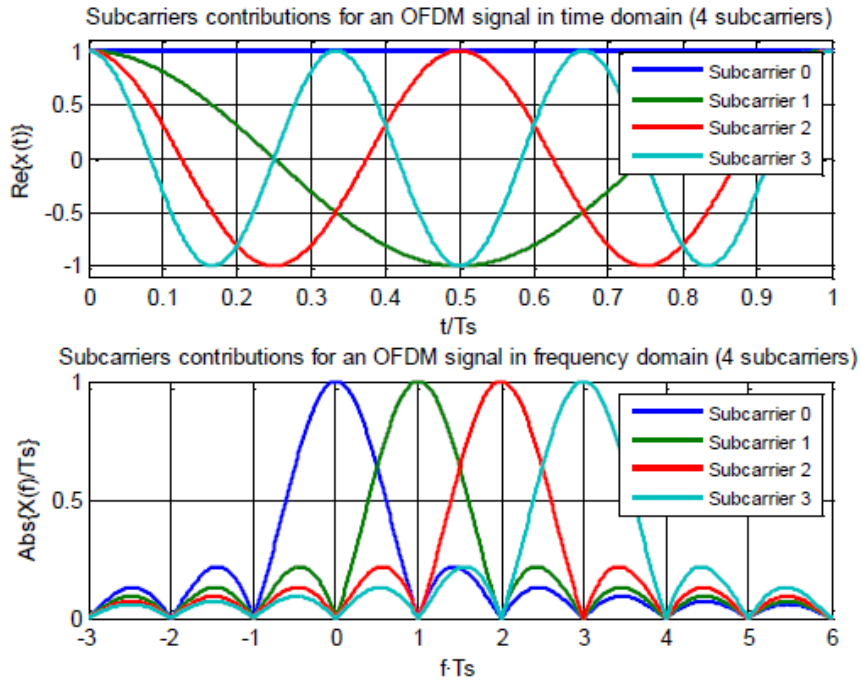 Subcarriers contributions for an OFDM signal in time domain (4 subcarriers)
1
0.5
0
-0.5
-1
Re{x(t)}
Subcarrier 0
Subcarrier 1
Subcarrier 2
Subcarrier 3
0 0.1 0.2 0.3 0.4 0.5 0.6 0.7 0.8 0.9 1
t/Ts
Subcarriers contributions for an OFDM signal in frequency domain (4 subcarriers)
1
0.5
0
Abs{X(f)/Ts}
Subcarrier 0
Subcarrier 1
Subcarrier 2
Subcarrier 3
-3 -2 -1 0 1 2 3 4 5 6
f·Ts